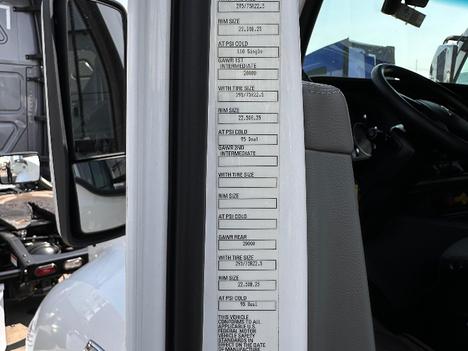 295/75R22.5
RIM SIZE
22.5X8.25
AT PSI COLD
110 Single
GAWR 1ST
INTERMEDIATE
20000
WITH TIRE SIZE
295/75R22.5
RIM SIZE
22.5X8.25
AT PSI COLD
95 Dual
GAWR 2ND
INTERMEDIATE
WITH TIRE SIZE
RIM SIZE
AT PSI COLD
GAWR REAR
20000
WITH TIRE SIZE
295/75R22.5
RIM SIZE
22.5X8.25
AT PSI COLD
95 Dual
THIS VEHICLE
CONFORMS TO ALL
APPLICABLE U.S.
FEDERAL MOTOR
VEHICLE SAFETY
STANDARDS IN
EFFECT ON THE DATE
OF MANUFACTURE